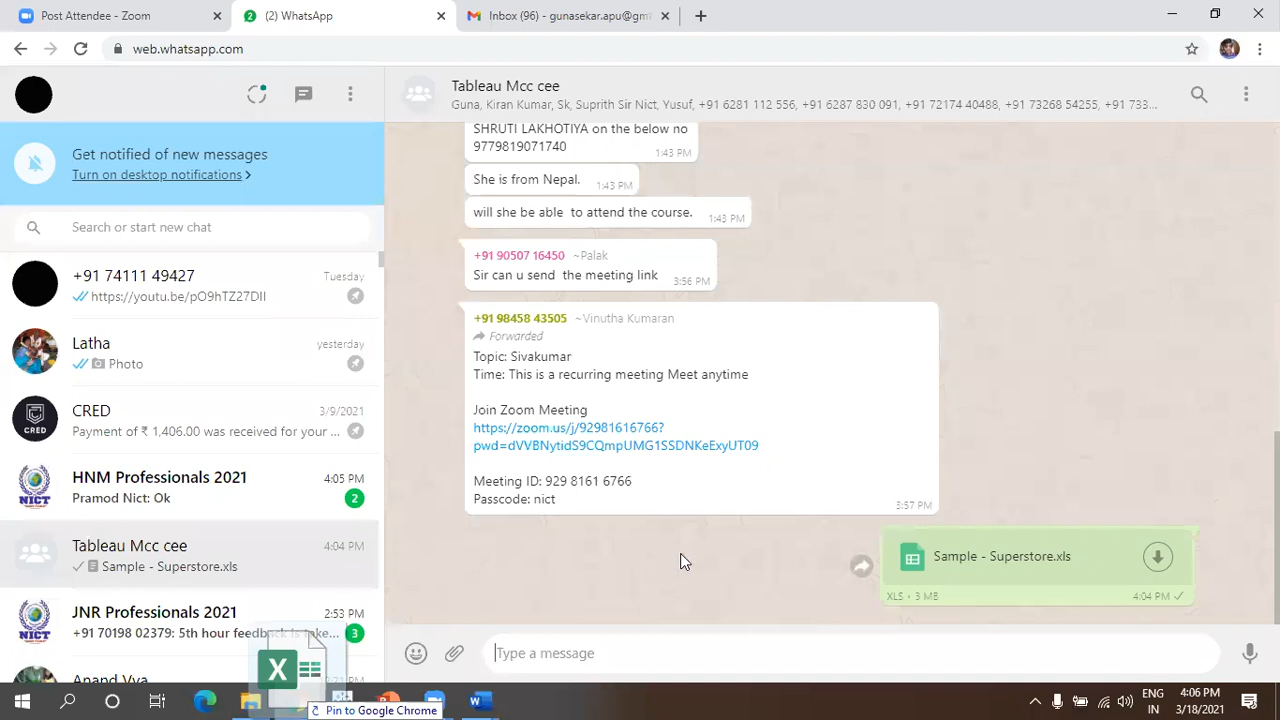 Post Attendee - Zoom
(2) WhatsApp
Inbox (96) - gunasekar.apu@gm
web.whatsapp.com
Tableau Mcc cee
Guna, Kiran Kumar, Sk, Suprith Sir Nict, Yusuf, +91 6281 112 556, +91 6287 830 091, +91 72174 40488, +91 73268 54255, +91 733...
Get notified of new messages
Turn on desktop notifications >
Search or start new chat
+91 74111 49427
Tuesday
https://youtu.be/pO9hTZ27DII
Latha
yesterday
Photo
CRED
3/9/2021
Payment of ₹ 1,406.00 was received for your ...
HNM Professionals 2021
4:05 PM
Pramod Nict: Ok
2
Tableau Mcc cee
4:04 PM
Sample - Superstore.xls
JNR Professionals 2021
2:53 PM
+91 70198 02379: 5th hour feedback is take...
3
Anand Vya
SHRUTI LAKHOTIYA on the below no
9779819071740
1:43 PM
She is from Nepal.
1:43 PM
will she be able to attend the course.
1:43 PM
+91 90507 16450 ~Palak
Sir can u send the meeting link
3:56 PM
+91 98458 43505 ~Vinutha Kumaran
Forwarded
Topic: Sivakumar
Time: This is a recurring meeting Meet anytime
Join Zoom Meeting
https://zoom.us/j/92981616766?
pwd=dVVBNytidS9CQmpUMG1SSDNKeExyUT09
Meeting ID: 929 8161 6766
Passcode: nict
3:57 PM
Sample - Superstore.xls
XLS • 3 MB
4:04 PM
Type a message
Pin to Google Chrome
ENG
IN
4:06 PM
3/18/2021